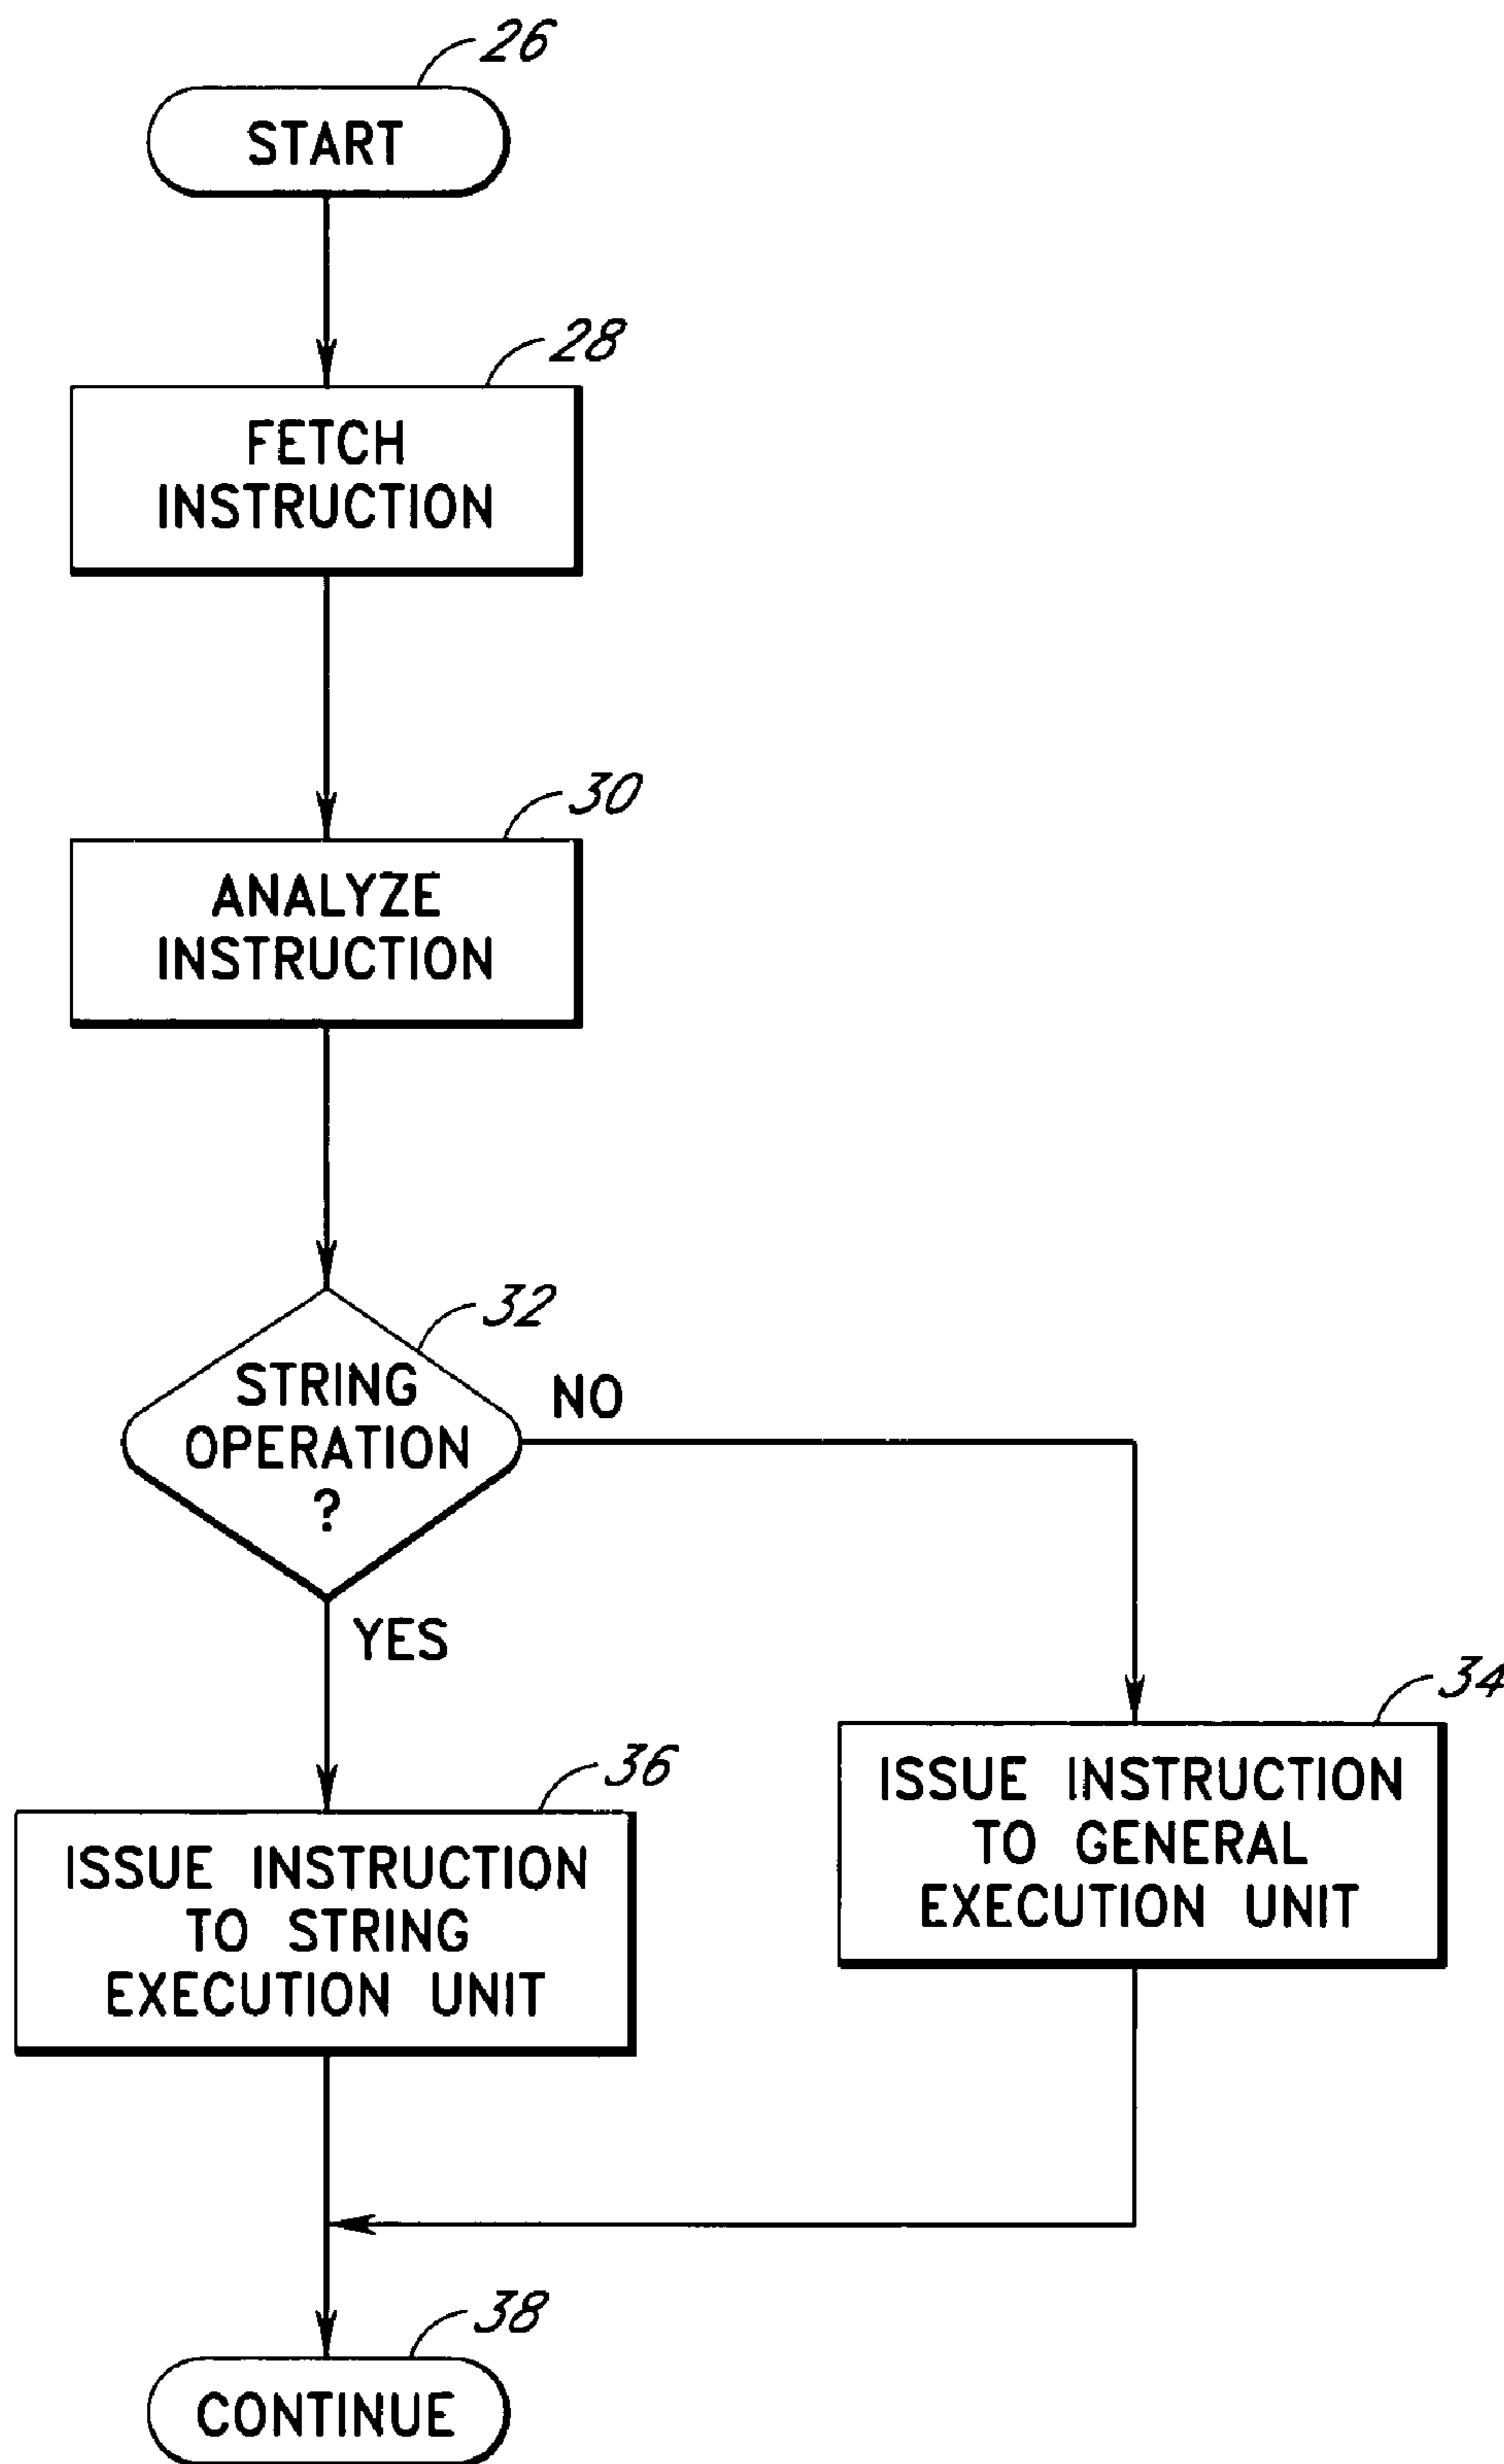 26
START
28
FETCH
INSTRUCTION
30
ANALYZE
INSTRUCTION
32
STRING
OPERATION
?
NO
YES
34
ISSUE INSTRUCTION
TO GENERAL
EXECUTION UNIT
36
ISSUE INSTRUCTION
TO STRING
EXECUTION UNIT
38
CONTINUE